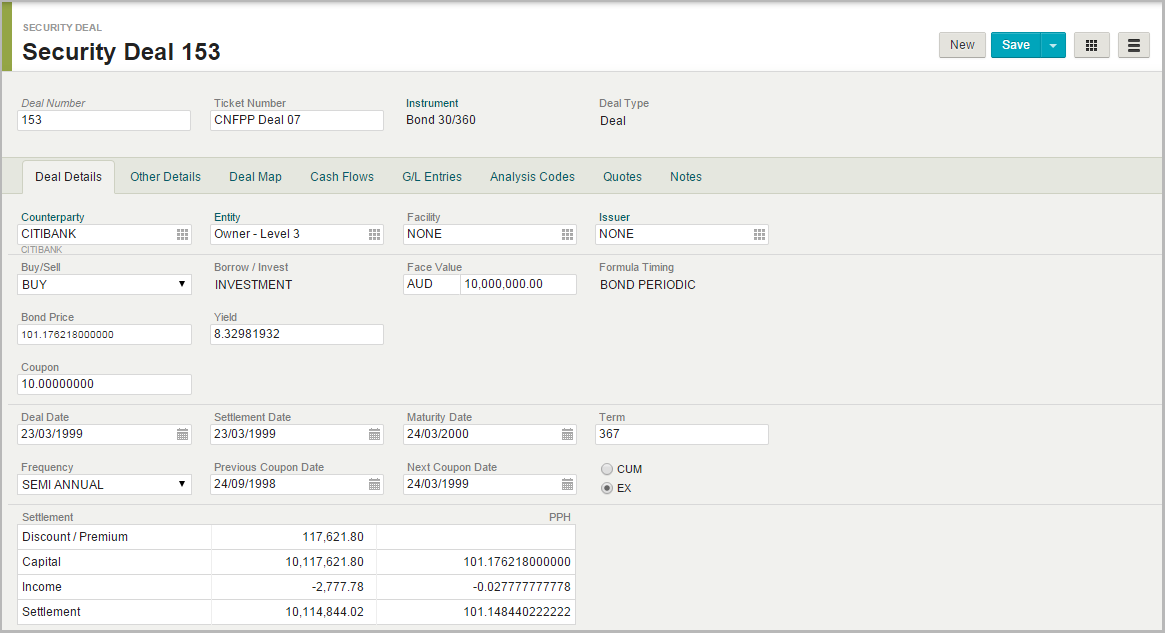 SECURITY DEAL
Security Deal 153
New Save
Deal Number Ticket Number Instrument Deal Type
153 CNFPP Deal 07 Bond 30/360 Deal
Deal Details Other Details Deal Map Cash Flows G/L Entries Analysis Codes Quotes Notes
Counterparty Entity Facility Issuer
CITIBANK Owner - Level 3 NONE NONE
CITIBANK
Buy/Sell Borrow / Invest Face Value Formula Timing
BUY INVESTMENT AUD 10,000,000.00 BOND PERIODIC
Bond Price Yield
101.176218000000 8.32981932
Coupon
10.00000000
Deal Date Settlement Date Maturity Date Term
23/03/1999 23/03/1999 24/03/2000 367
Frequency Previous Coupon Date Next Coupon Date CUM
SEMI ANNUAL 24/09/1998 24/03/1999 EX
Settlement PPH
Discount / Premium 117,621.80
Capital 10,117,621.80 101.176218000000
Income -2,777.78 -0.027777777778
Settlement 10,114,844.02 101.148440222222